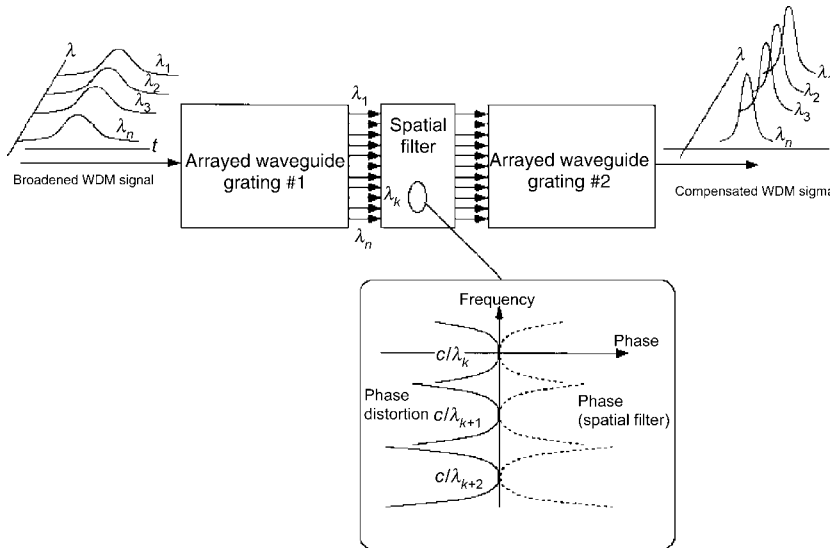 λ
λ1
λ2
λ3
λn
t
Broadened WDM signal
Arrayed waveguide
grating #1
λ1
λk
λn
Spatial
filter
Arrayed waveguide
grating #2
λ
λ2
λ3
λn
Compensated WDM sigma
Frequency
Phase
c/λk
Phase
distortion
c/λk+1
Phase
(spatial filter)
c/λk+2